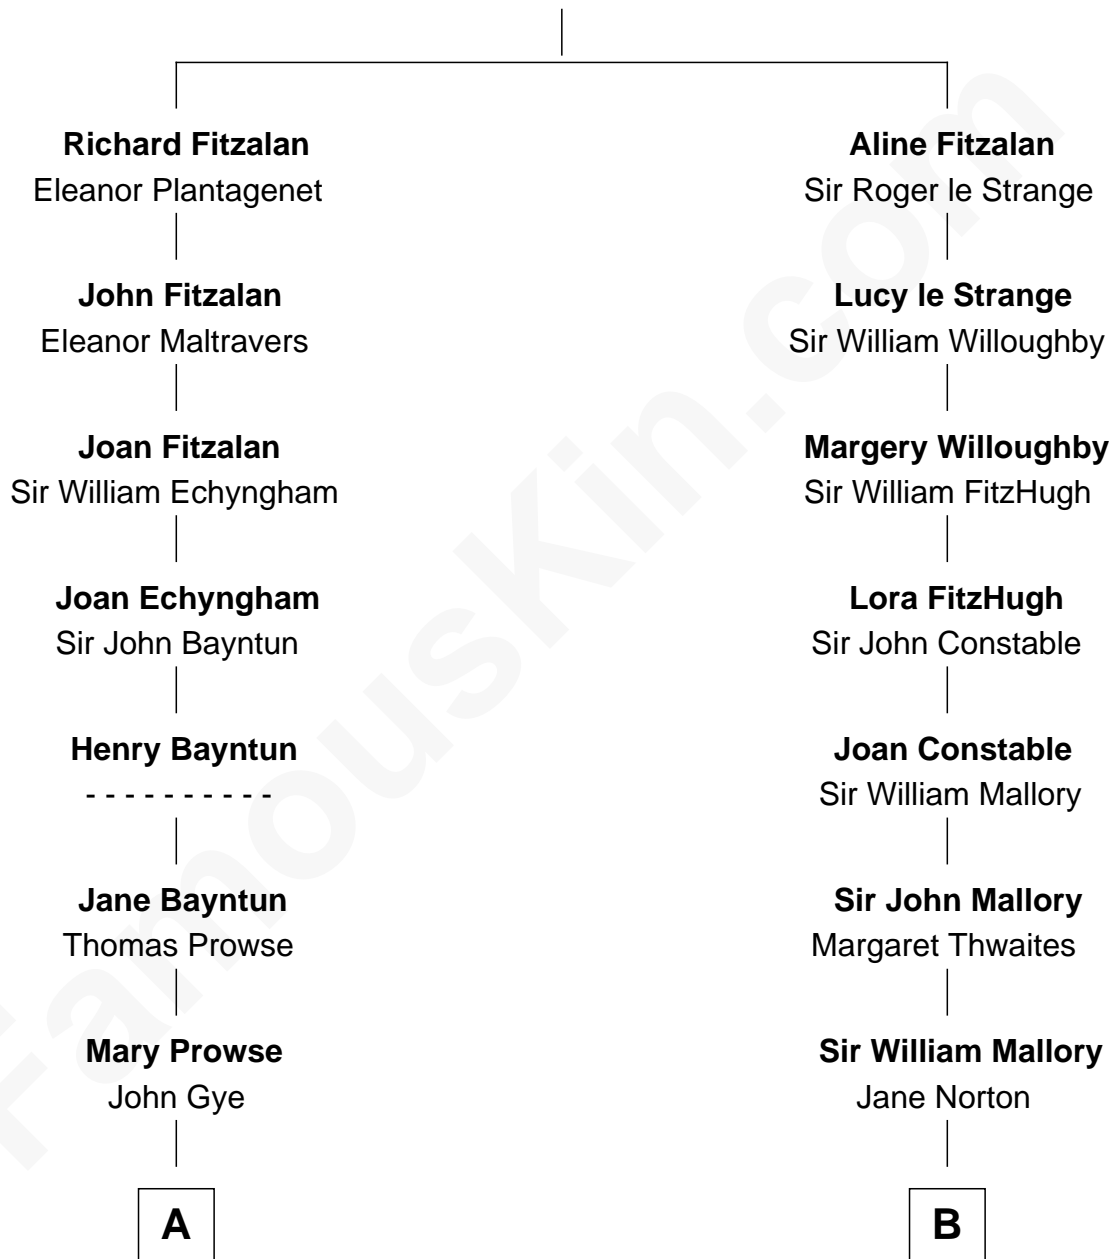 Richard Fitzalan
Eleanor Plantagenet
John Fitzalan
Eleanor Maltravers
Joan Fitzalan
Sir William Echyngham
Joan Echyngham
Sir John Bayntun
Henry Bayntun
- - - - - - - - - -
Jane Bayntun
Thomas Prowse
Mary Prowse
John Gye
A
Aline Fitzalan
Sir Roger le Strange
Lucy le Strange
Sir William Willoughby
Margery Willoughby
Sir William FitzHugh
Lora FitzHugh
Sir John Constable
Joan Constable
Sir William Mallory
Sir John Mallory
Margaret Thwaites
Sir William Mallory
Jane Norton
B
FamousKin.com